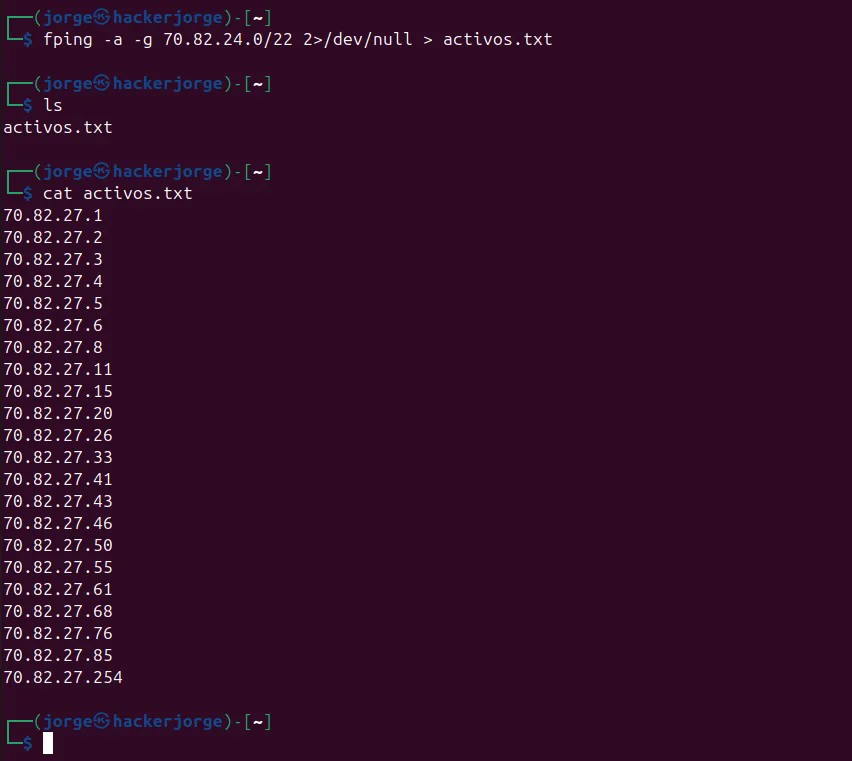 ┌──(jorge㉿hackerjorge)-[~]
└─$ fping -a -g 70.82.24.0/22 2>/dev/null > activos.txt
┌──(jorge㉿hackerjorge)-[~]
└─$ ls
activos.txt
┌──(jorge㉿hackerjorge)-[~]
└─$ cat activos.txt
70.82.27.1
70.82.27.2
70.82.27.3
70.82.27.4
70.82.27.5
70.82.27.6
70.82.27.8
70.82.27.11
70.82.27.15
70.82.27.20
70.82.27.26
70.82.27.33
70.82.27.41
70.82.27.43
70.82.27.46
70.82.27.50
70.82.27.55
70.82.27.61
70.82.27.68
70.82.27.76
70.82.27.85
70.82.27.254
┌──(jorge㉿hackerjorge)-[~]
└─$